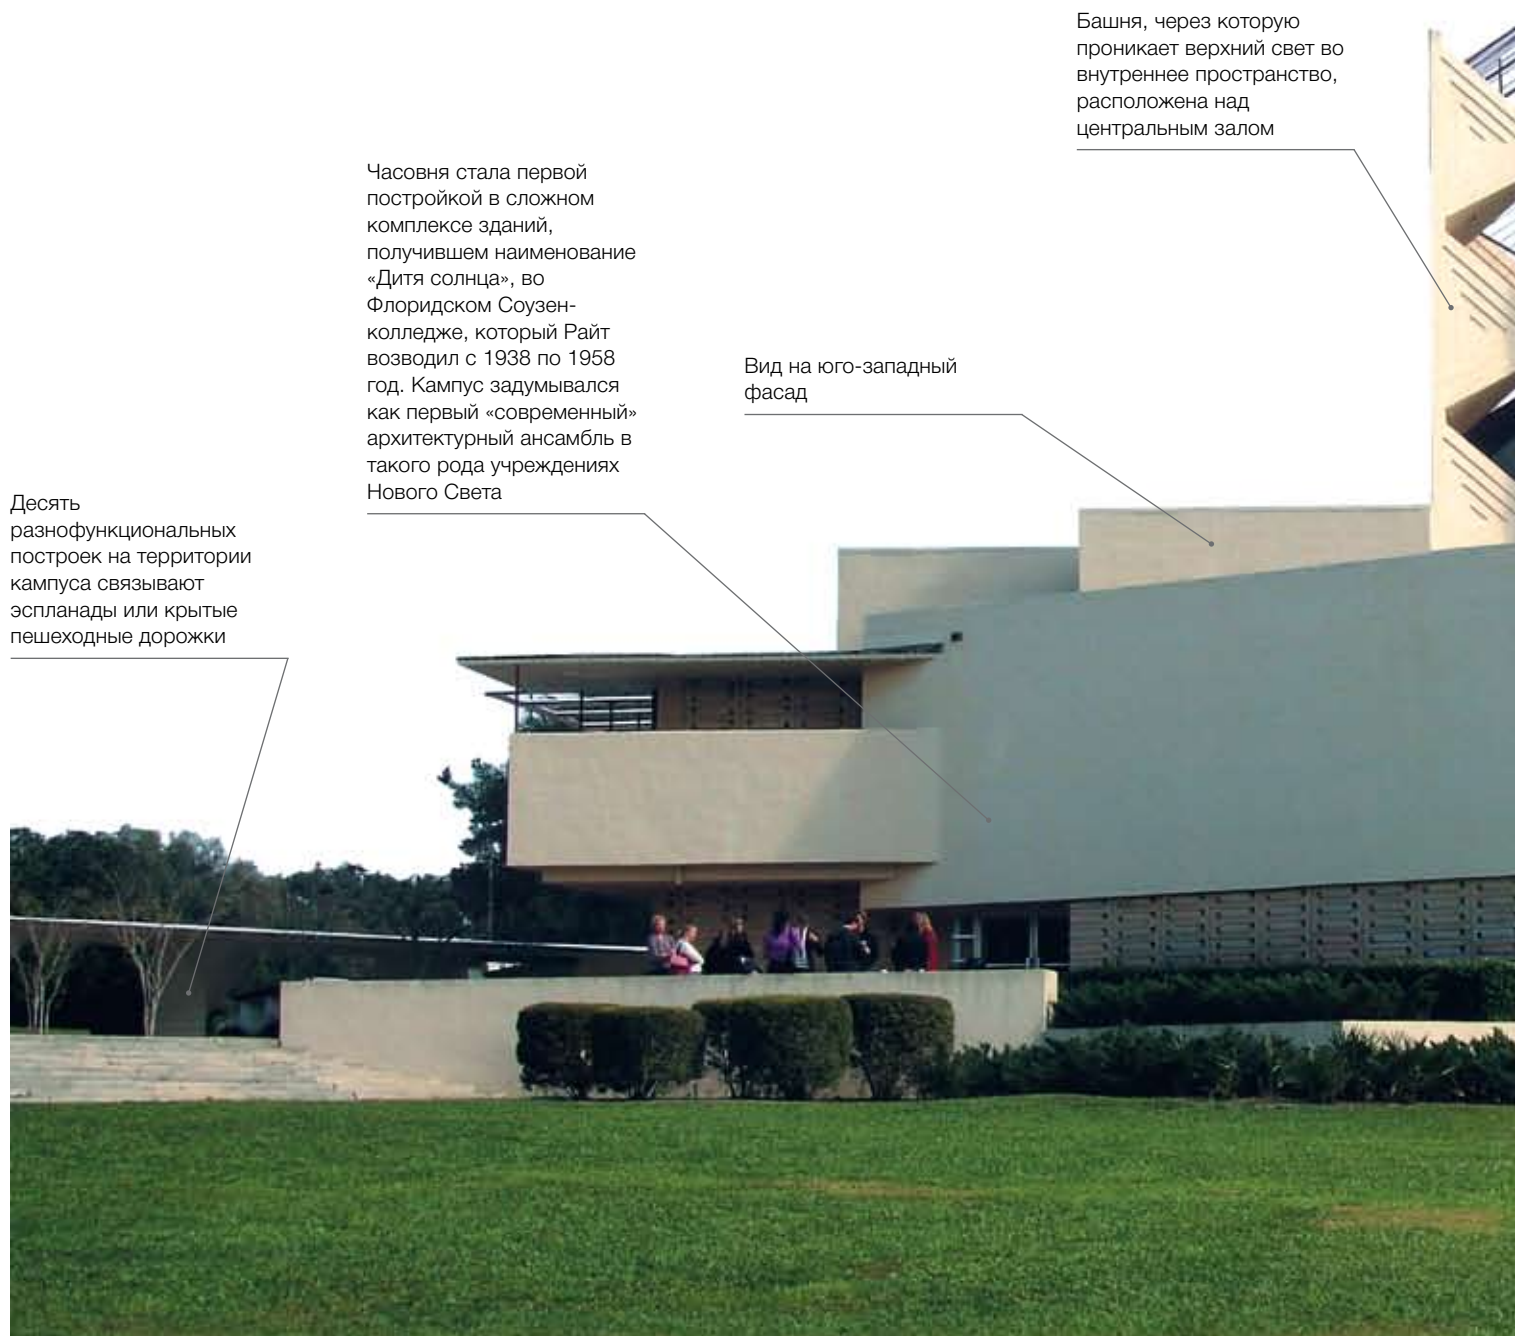 Башня, через которую
проникает верхний свет во
внутреннее пространство,
расположена над
центральным залом
Часовня стала первой
постройкой в сложном
комплексе зданий,
получившем наименование
«Дитя солнца», во
Флоридском Соузен-
колледже, который Райт
возводил с 1938 по 1958
год. Кампус задумывался
как первый «современный»
архитектурный ансамбль в
такого рода учреждениях
Нового Света
Вид на юго-западный
фасад
Десять
разнофункциональных
построек на территории
кампуса связывают
эспланады или крытые
пешеходные дорожки